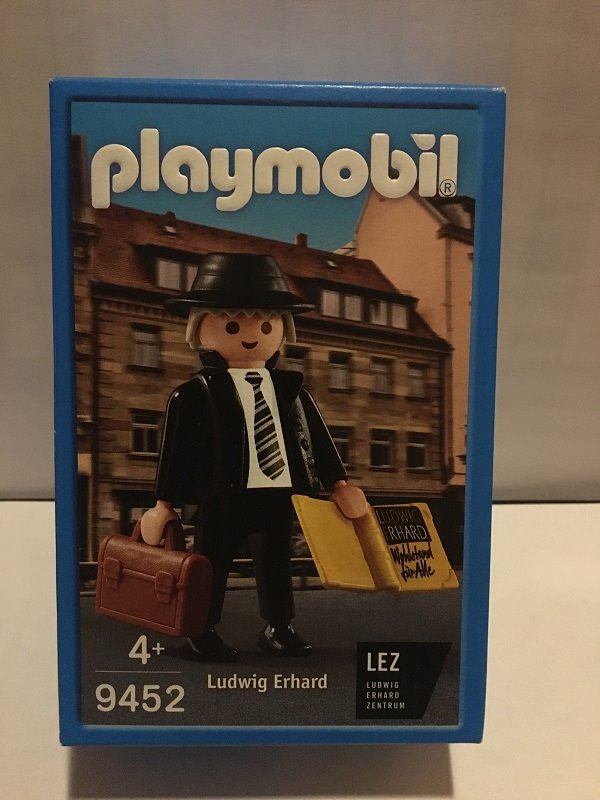 playmobil®
LUDWIG
ERHARD
Wohlstand
für Alle
4+
9452
Ludwig Erhard
LEZ
LUDWIG
ERHARD
ZENTRUM